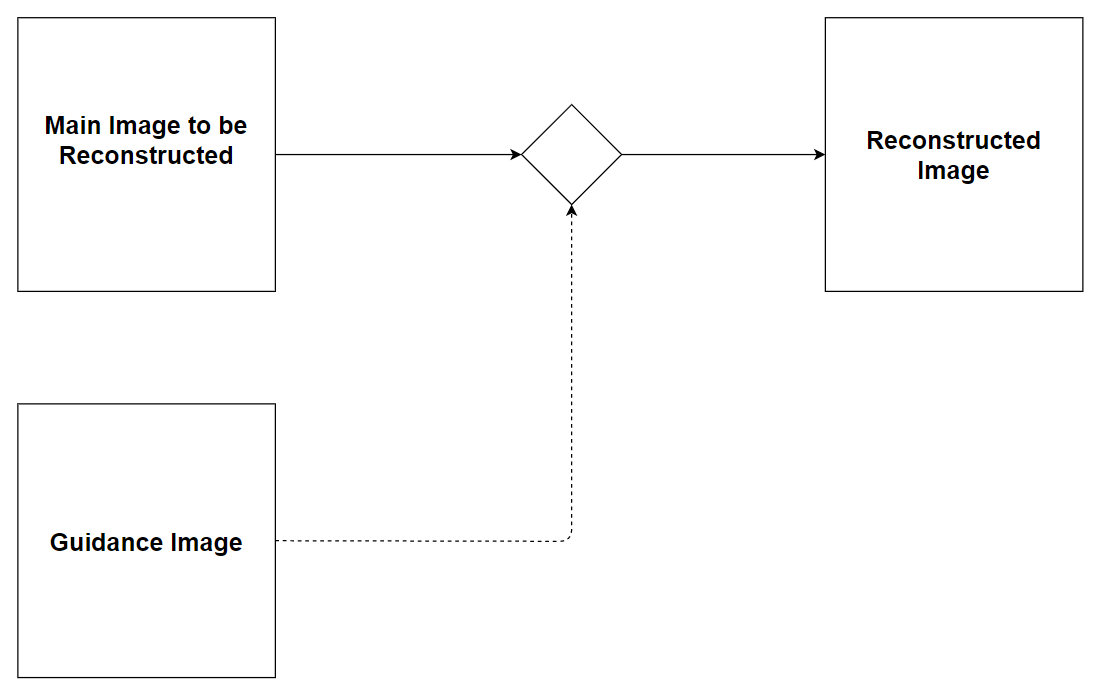 Main Image to be
Reconstructed
Reconstructed
Image
Guidance Image